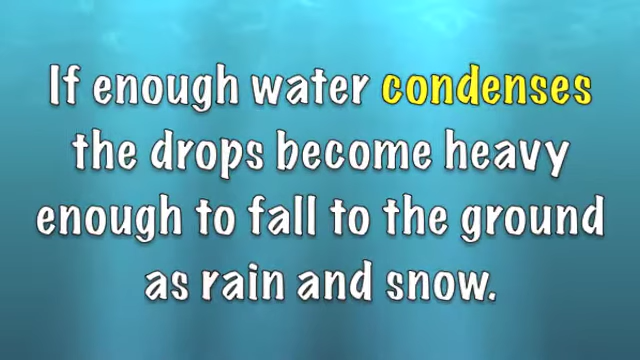 If enough water condenses
the drops become heavy
enough to fall to the ground
as rain and snow.